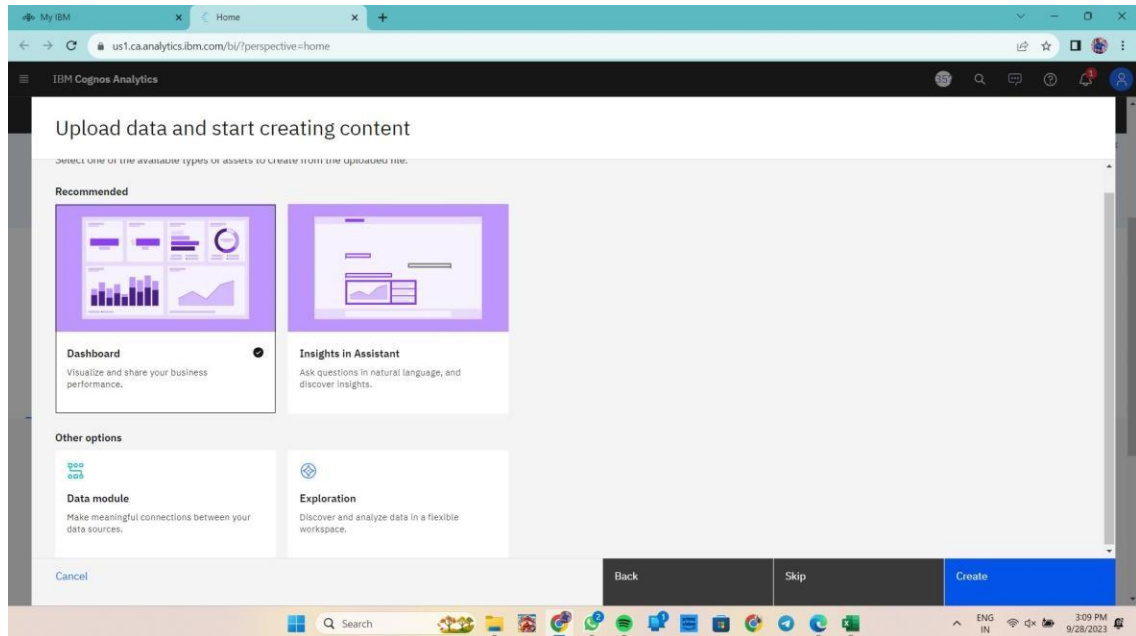 My IBM
Home
us1.ca.analytics.ibm.com/bi/?perspective=home
IBM Cognos Analytics
35
1
Upload data and start creating content
Select one of the available types of assets to create from the uploaded file.
Recommended
Dashboard
Visualize and share your business
performance.
Insights in Assistant
Ask questions in natural language, and
discover insights.
Other options
Data module
Make meaningful connections between your
data sources.
Exploration
Discover and analyze data in a flexible
workspace.
Cancel
Back
Skip
Create
Search
ENG
IN
3:09 PM
9/28/2023